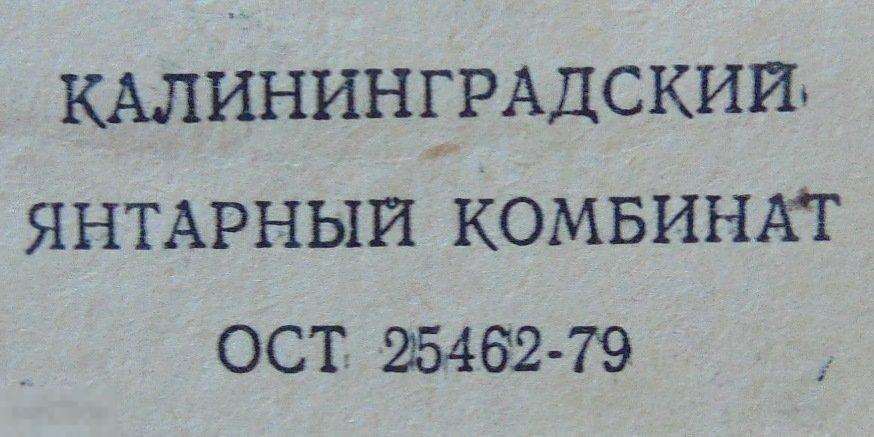 КАЛИНИНГРАДСКИЙ
ЯНТАРНЫЙ КОМБИНАТ
ОСТ 25462-79